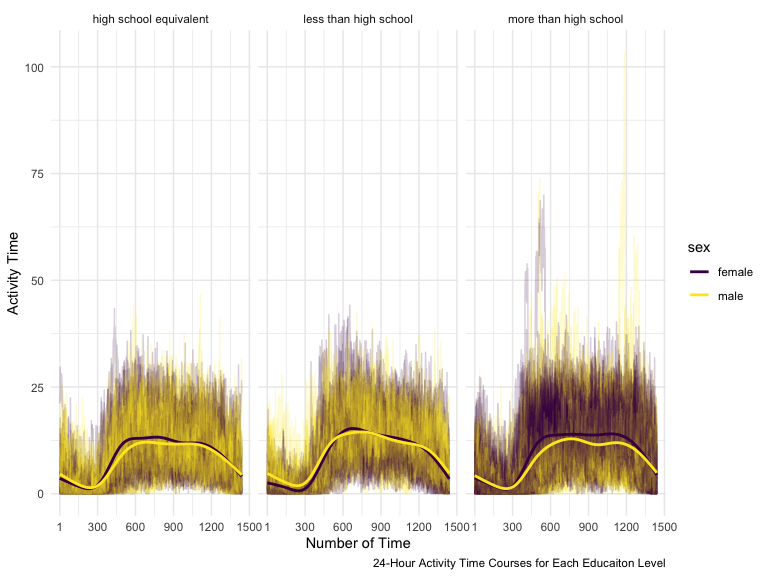 high school equivalent less than high school more than high school
100
75
50
25
0
Activity Time
1 300 600 900 1200 1500 1 300 600 900 1200 1500 1 300 600 900 1200 1500
Number of Time
24-Hour Activity Time Courses for Each Educaiton Level
sex
female
male